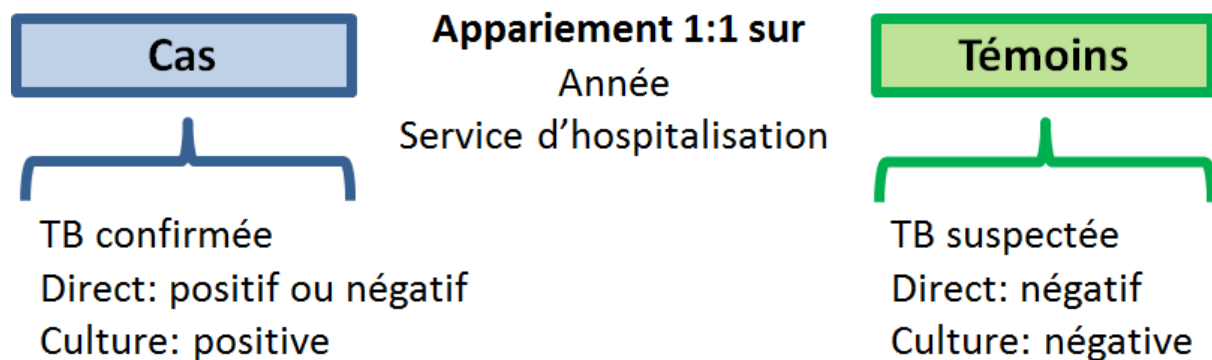 Cas
Appariement 1:1 sur
Année
Service d'hospitalisation
Témoins
TB confirmée
Direct: positif ou négatif
Culture: positive
TB suspectée
Direct: négatif
Culture: négative